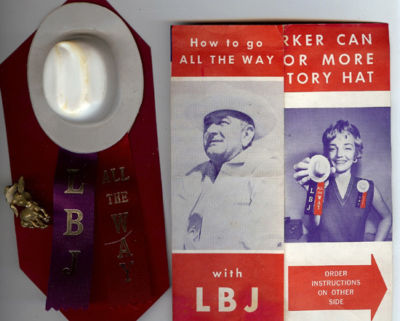 LBJ
ALL
THE
WAY
How to go
ALL THE WAY
with
LBJ
RKER CAN
OR MORE
TORY HAT
ORDER
INSTRUCTIONS
ON OTHER
SIDE